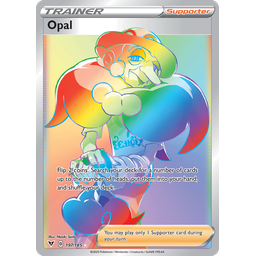 TRAINER
Supporter
Opal
Flip 2 coins. Search your deck for a number of cards
up to the number of heads, put them into your hand,
and shuffle your deck.
You may play only 1 Supporter card during
your turn.
197/185